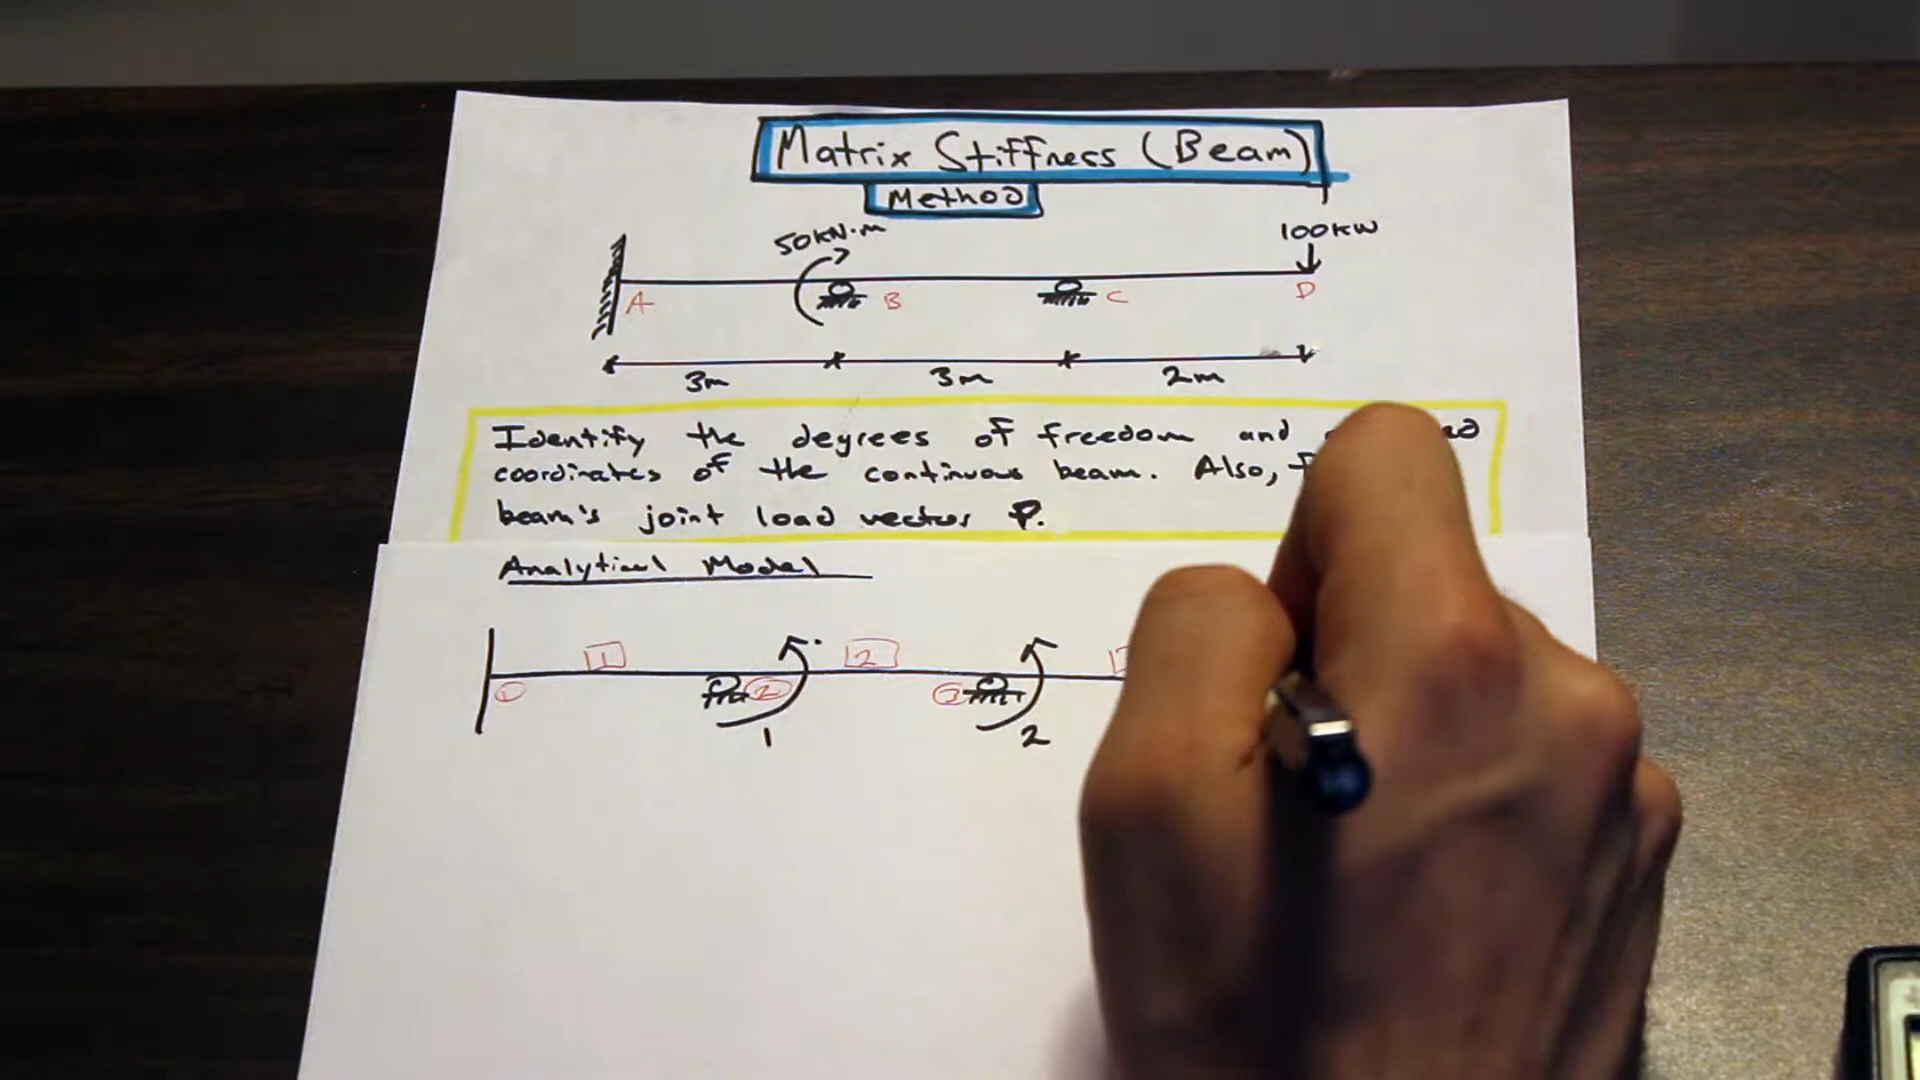 Matrix Stiffness (Beam)
Method
50KN·m
100KW
A
B
C
D
3m
3m
2m
Identify the degrees of freedom and
coordinates of the continuous beam. Also,
beam's joint load vector P.
Analytical Model
1
2
1
2
3
1
2